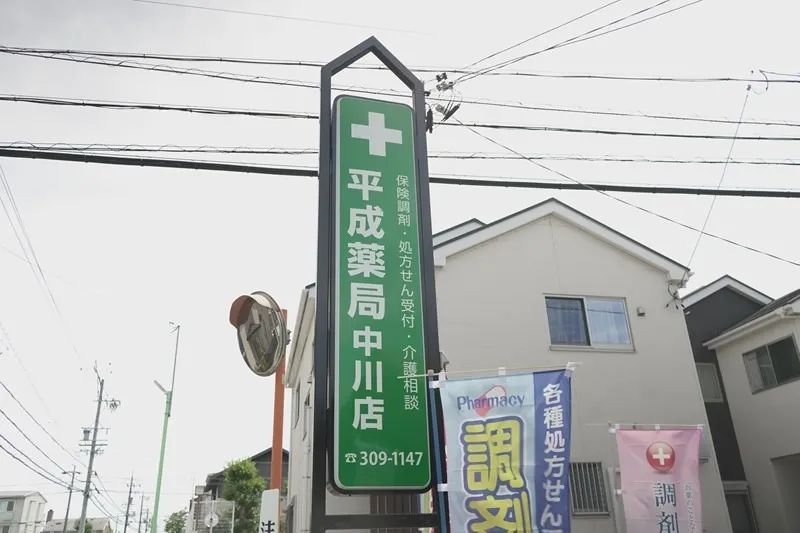 平成薬局中川店
保険調剤・処方せん受付・介護相談
☎309-1147
Pharmacy
調剤
各種処方せん
調剤
注